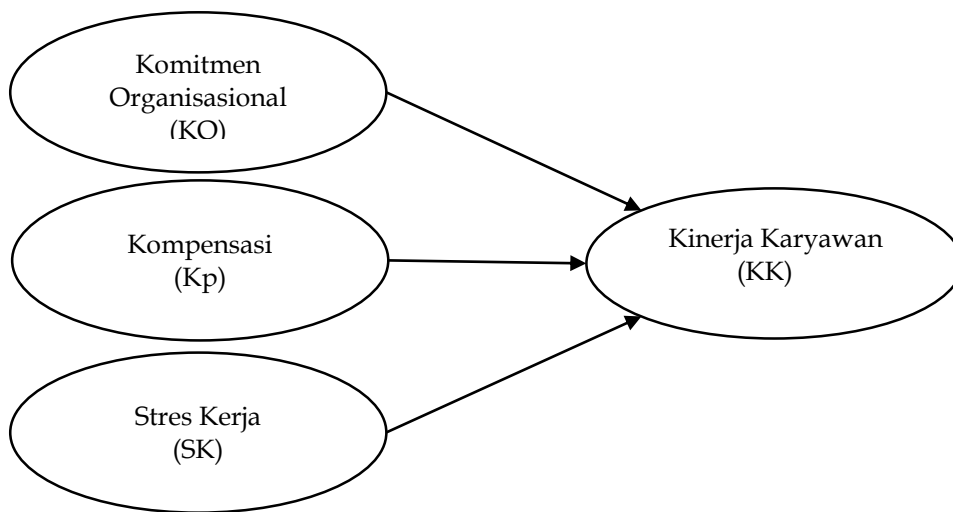 Komitmen
Organisasional
(KO)
Kompensasi
(Kp)
Stres Kerja
(SK)
Kinerja Karyawan
(KK)